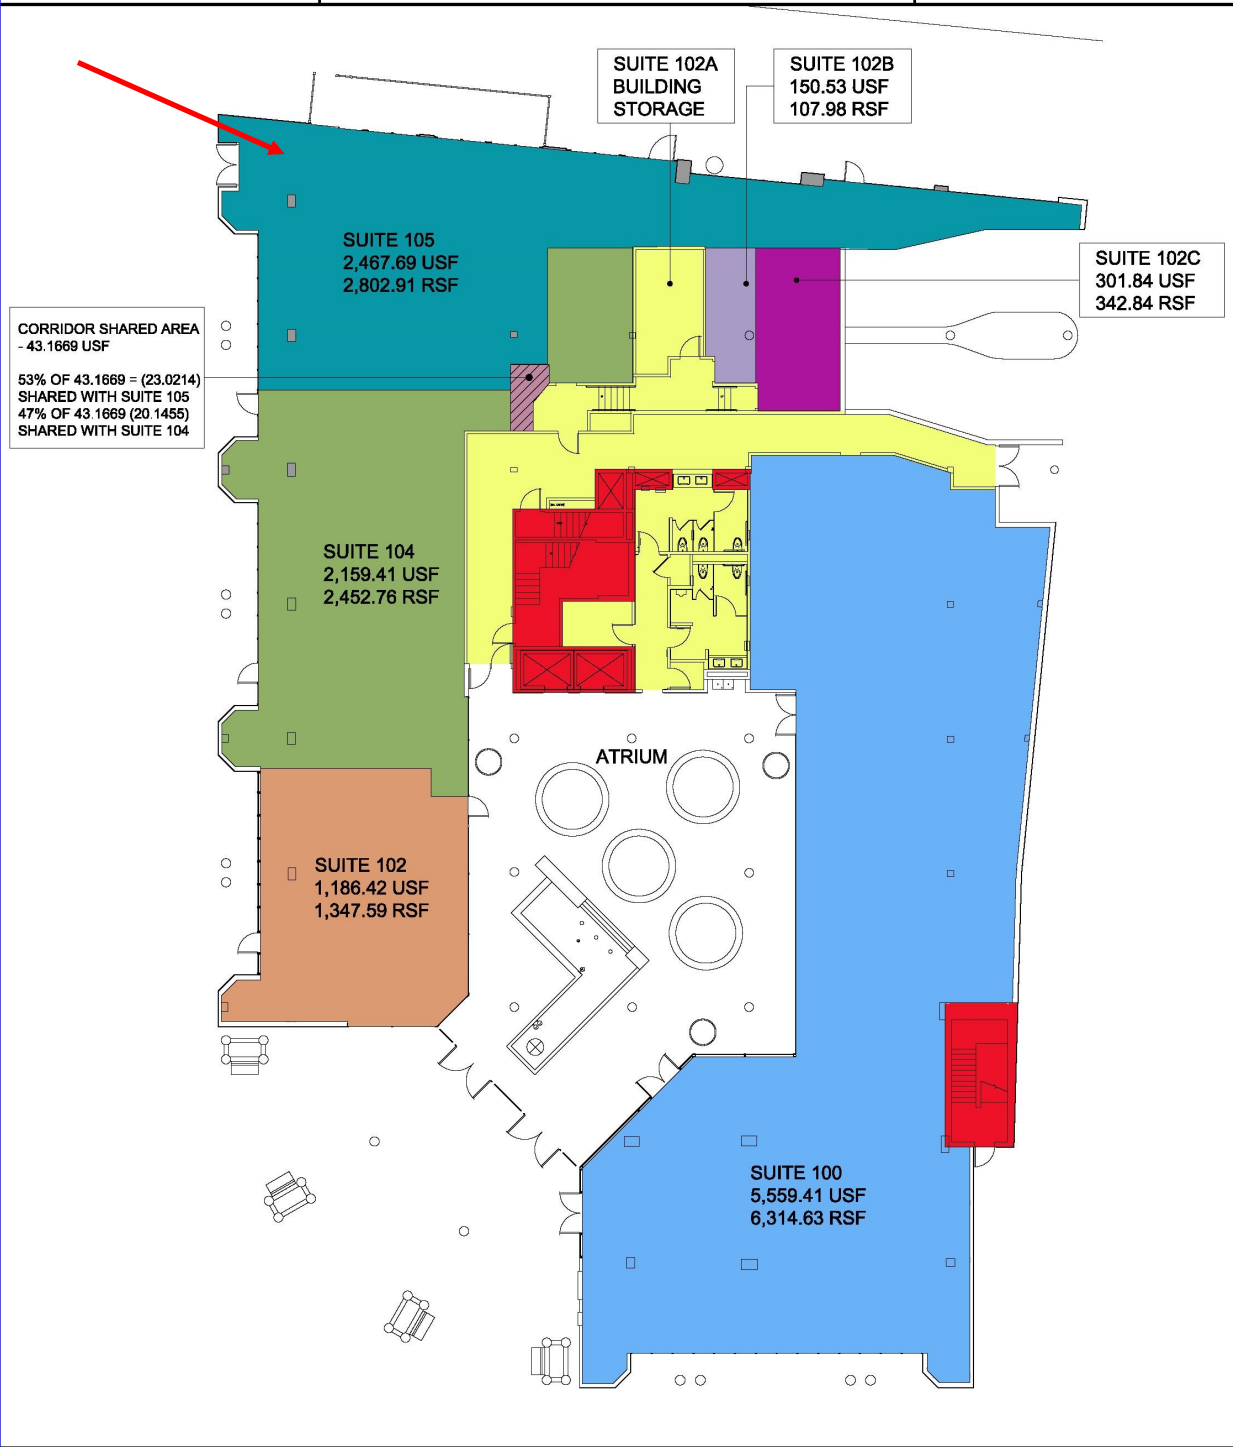 SUITE 102A
BUILDING
STORAGE
SUITE 102B
150.53 USF
107.98 RSF
SUITE 105
2,467.69 USF
2,802.91 RSF
SUITE 102C
301.84 USF
342.84 RSF
CORRIDOR SHARED AREA
- 43.1669 USF
53% OF 43.1669 = (23.0214)
SHARED WITH SUITE 105
47% OF 43.1669 (20.1455)
SHARED WITH SUITE 104
SUITE 104
2,159.41 USF
2,452.76 RSF
ATRIUM
SUITE 102
1,186.42 USF
1,347.59 RSF
SUITE 100
5,559.41 USF
6,314.63 RSF